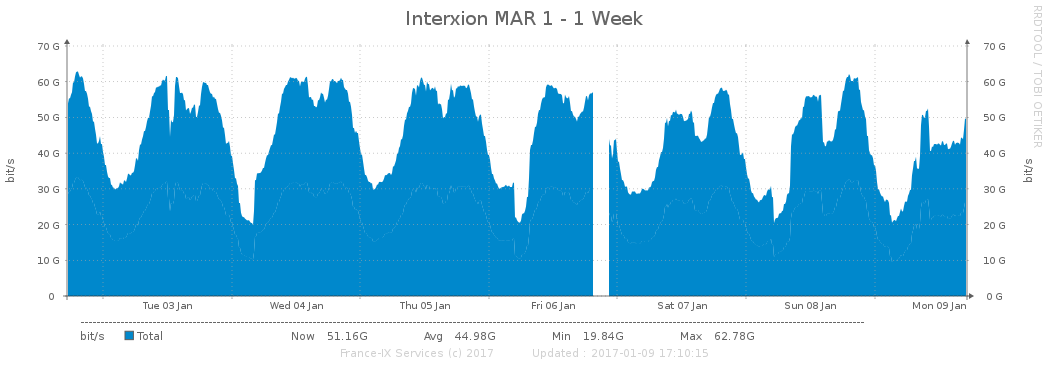 Interxion MAR 1 - 1 Week
RRDTOOL / TOBI OETIKER
bit/s
70 G 70 G
60 G 60 G
50 G 50 G
40 G 40 G
30 G 30 G
20 G 20 G
10 G 10 G
0 0 G
bit/s
Tue 03 Jan Wed 04 Jan Thu 05 Jan Fri 06 Jan Sat 07 Jan Sun 08 Jan Mon 09 Jan
bit/s Total Now 51.16G Avg 44.98G Min 19.84G Max 62.78G
France-IX Services (c) 2017 Updated : 2017-01-09 17:10:15